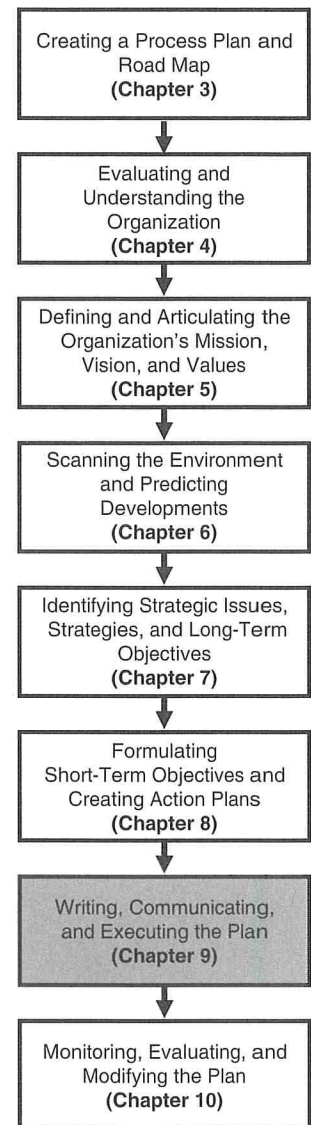 Creating a Process Plan and
Road Map
(Chapter 3)
Evaluating and
Understanding the
Organization
(Chapter 4)
Defining and Articulating the
Organization's Mission,
Vision, and Values
(Chapter 5)
Scanning the Environment
and Predicting
Developments
(Chapter 6)
Identifying Strategic Issues,
Strategies, and Long-Term
Objectives
(Chapter 7)
Formulating
Short-Term Objectives and
Creating Action Plans
(Chapter 8)
Writing, Communicating,
and Executing the Plan
(Chapter 9)
Monitoring, Evaluating, and
Modifying the Plan
(Chapter 10)